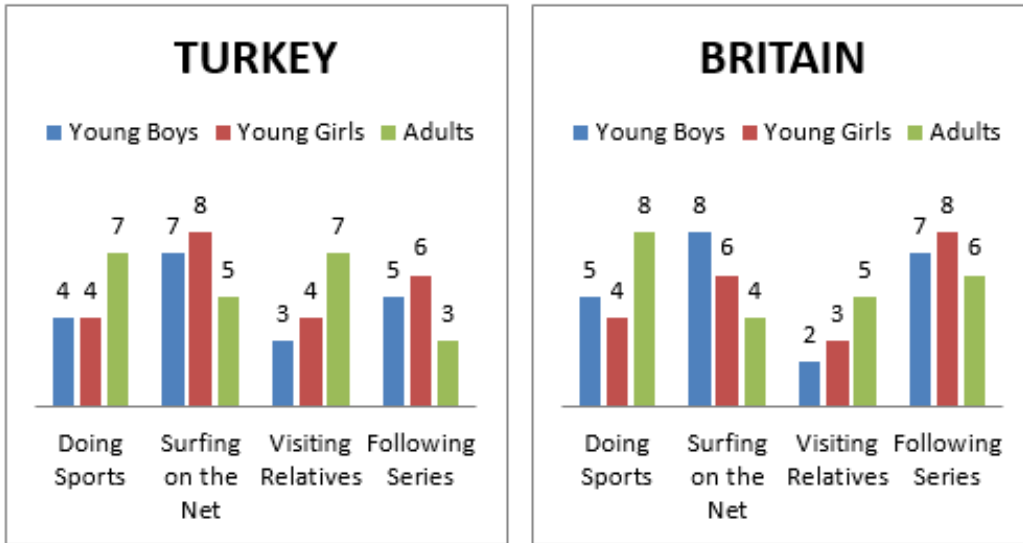 TURKEY
Young Boys Young Girls Adults
4 4 7 7 8 5 3 4 7 5 6 3
Doing Surfing Visiting Following
Sports on the Relatives Series
Net
BRITAIN
Young Boys Young Girls Adults
5 4 8 8 6 4 2 3 5 7 8 6
Doing Surfing Visiting Following
Sports on the Relatives Series
Net